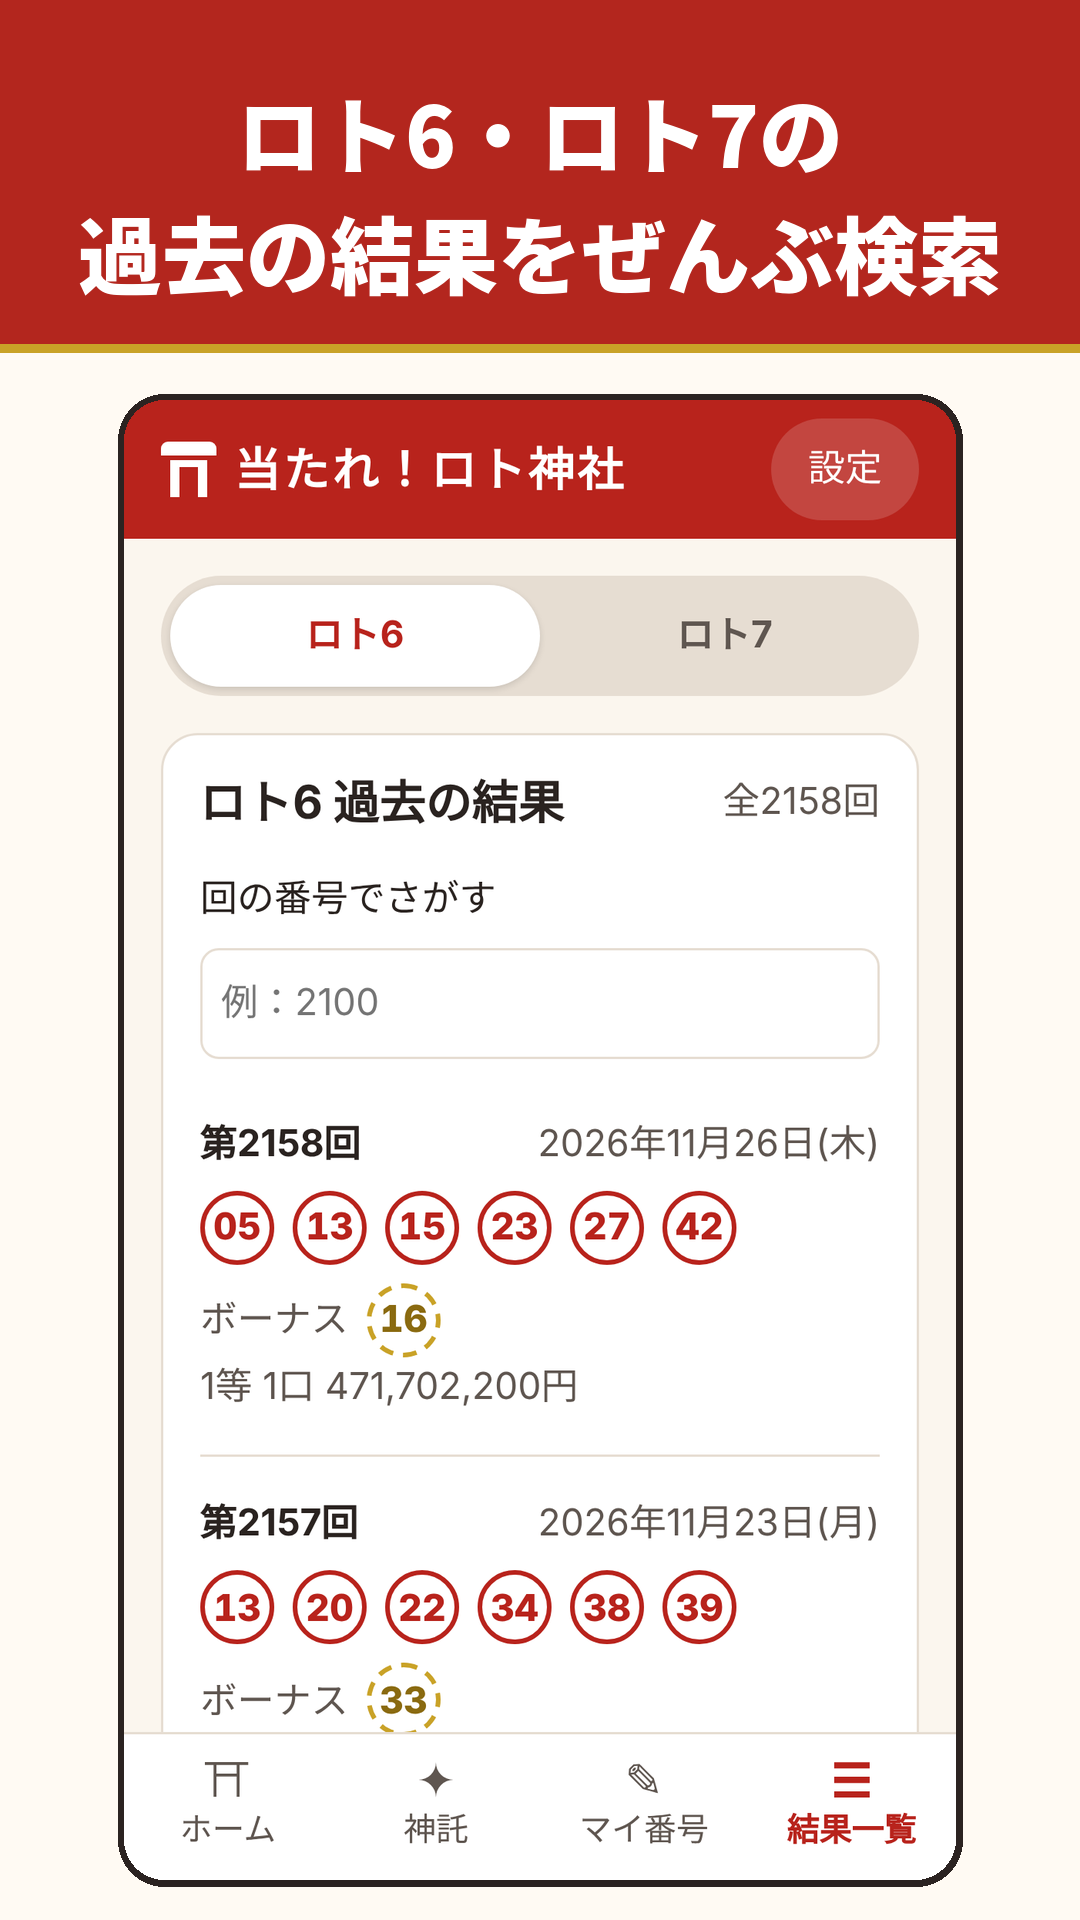 ロト6・ロト7の
過去の結果をぜんぶ検索
当たれ！ロト神社
設定
ロト6
ロト7
ロト6 過去の結果
全2158回
回の番号でさがす
例：2100
第2158回
2026年11月26日(木)
05 13 15 23 27 42
ボーナス 16
1等 1口 471,702,200円
第2157回
2026年11月23日(月)
13 20 22 34 38 39
ボーナス 33
ホーム
神託
マイ番号
結果一覧